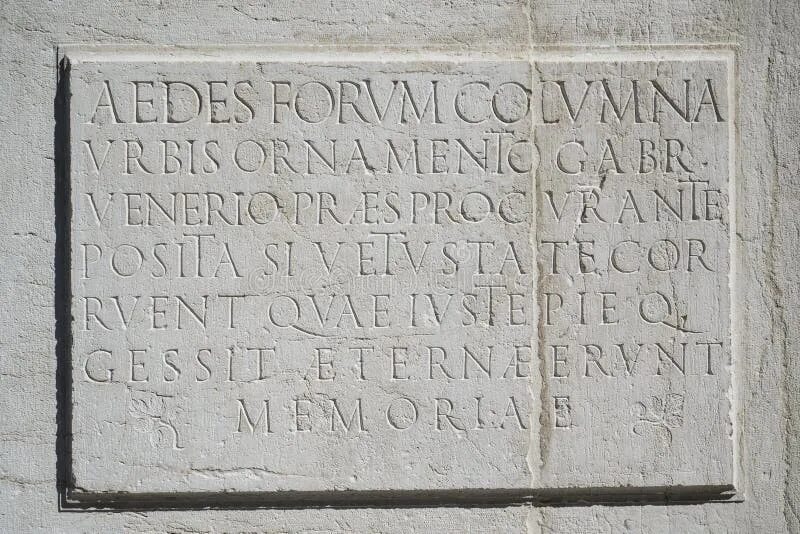 AEDES FORVM COLVMNA
VRBIS ORNAMENTO GABR
VENERIO PRÆS PROCVRANTE
POSITA SI VETVSTATE COR
RVENT QVAE IVSTE PIE Q
GESSIT ÆTERNÆ ERVNT
MEMORIAE